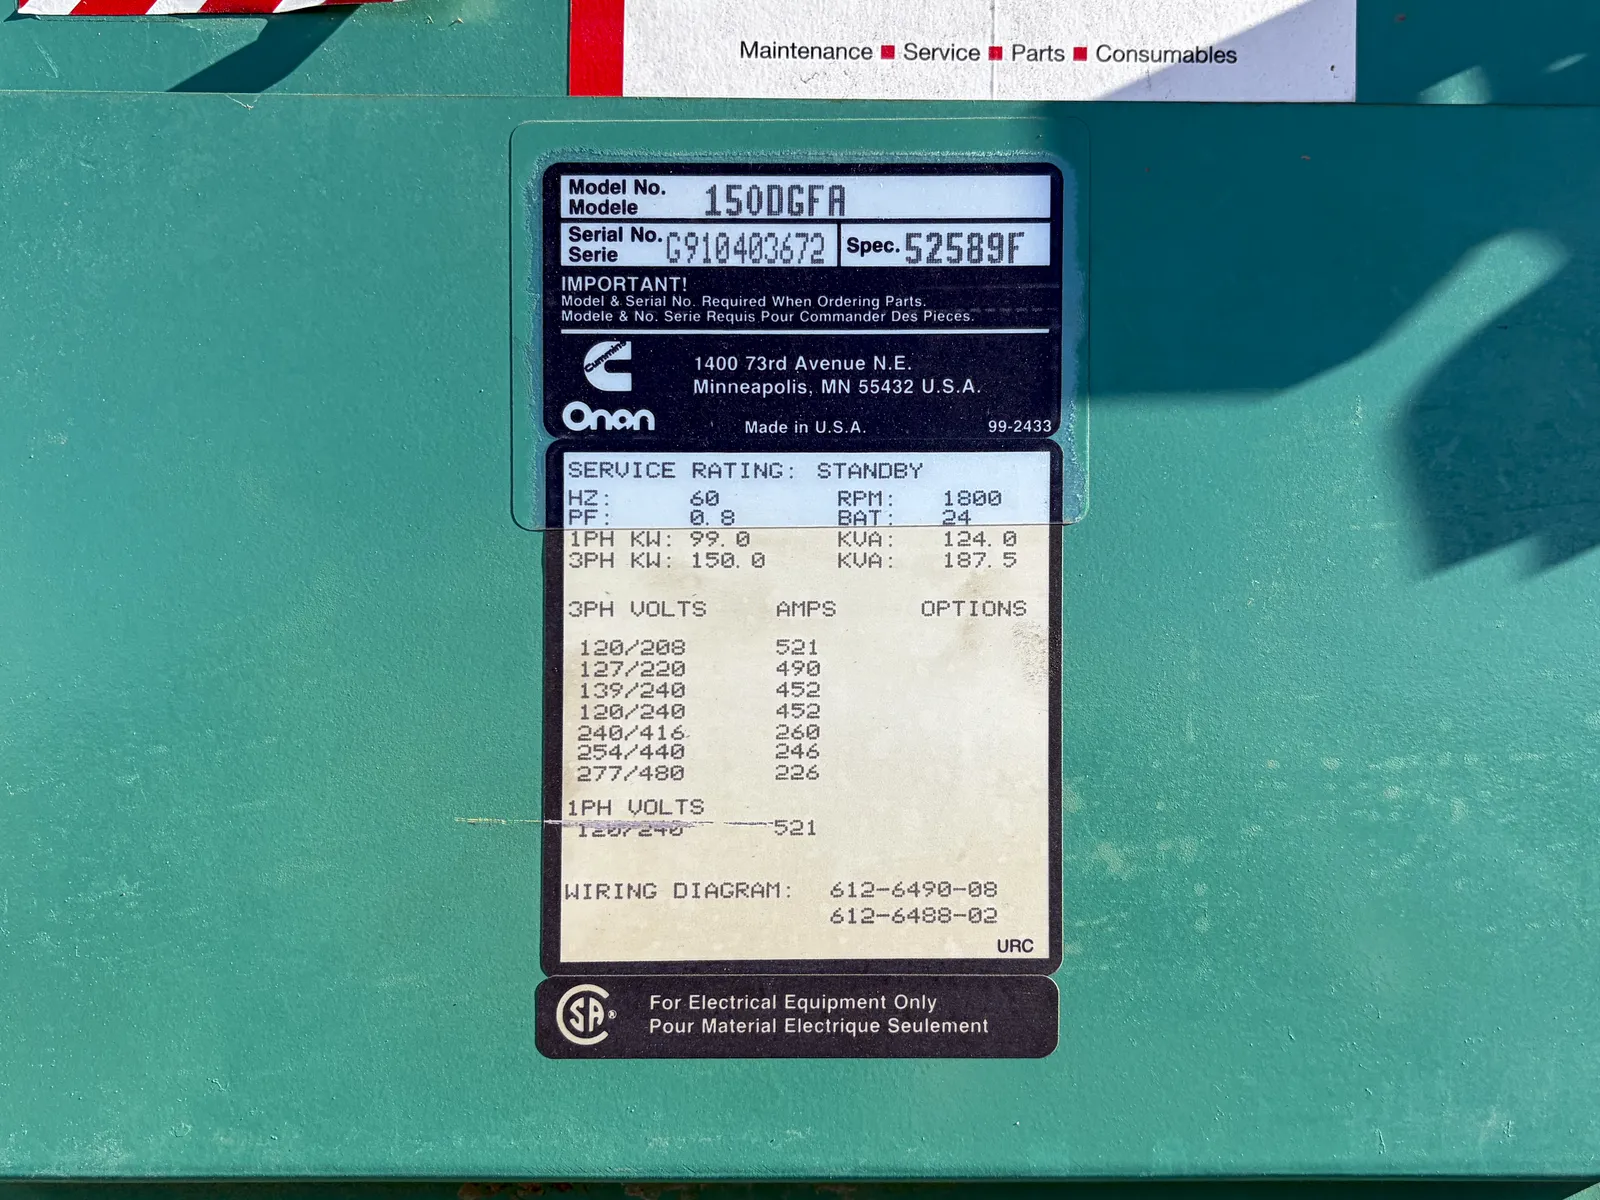 Maintenance ■ Service ■ Parts ■ Consumables
Model No. 150DGFA
Modele
Serial No. G910403672 Spec. 52589F
Serie
IMPORTANT!
Model & Serial No. Required When Ordering Parts.
Modele & No. Serie Requis Pour Commander Des Pieces.
Cummins
Onan
1400 73rd Avenue N.E.
Minneapolis, MN 55432 U.S.A.
Made in U.S.A. 99-2433
SERVICE RATING: STANDBY
HZ: 60 RPM: 1800
PF: 0.8 BAT: 24
1PH KW: 99.0 KVA: 124.0
3PH KW: 150.0 KVA: 187.5
3PH VOLTS AMPS OPTIONS
120/208 521
127/220 490
139/240 452
120/240 452
240/416 260
254/440 246
277/480 226
1PH VOLTS
120/240 521
WIRING DIAGRAM: 612-6490-08
612-6488-02
URC
CSA®
For Electrical Equipment Only
Pour Material Electrique Seulement